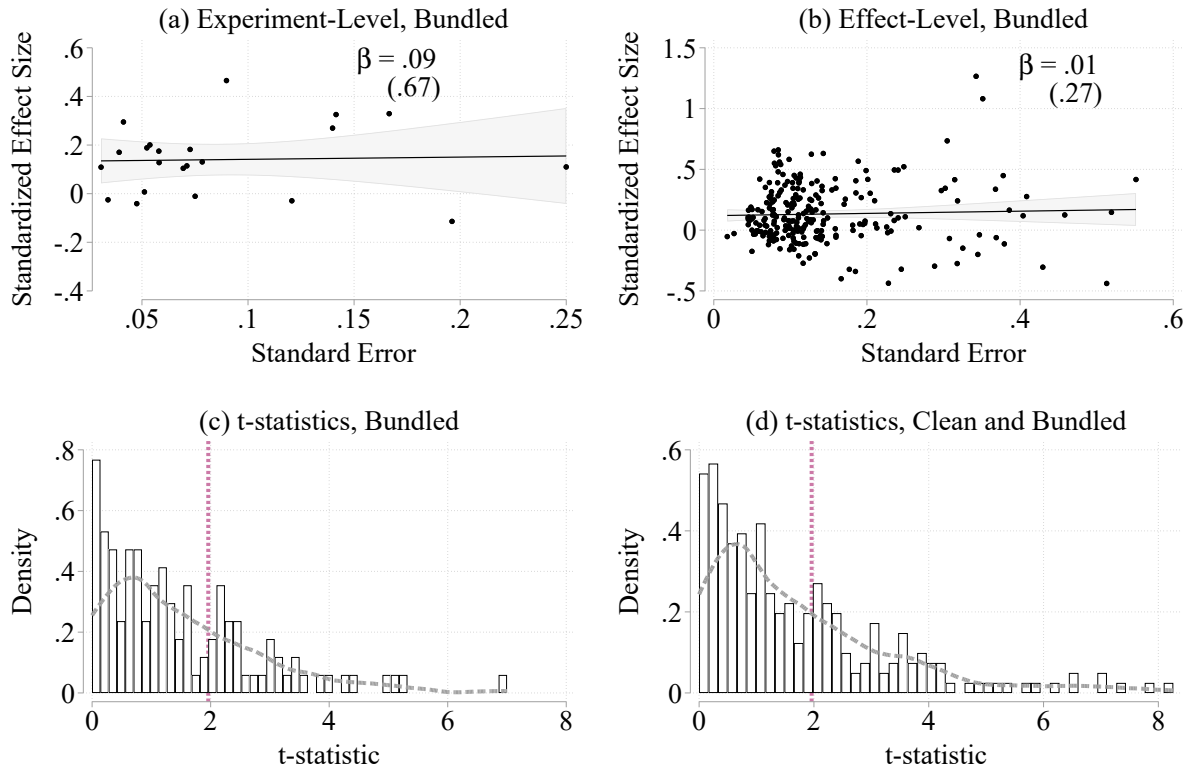 (a) Experiment-Level, Bundled
Standardized Effect Size
.6
.4
.2
0
-.2
-.4
β = .09
(.67)
.05
.1
.15
.2
.25
Standard Error
(b) Effect-Level, Bundled
Standardized Effect Size
1.5
1
.5
0
-.5
β = .01
(.27)
0
.2
.4
.6
Standard Error
(c) t-statistics, Bundled
Density
.8
.6
.4
.2
0
0
2
4
6
8
t-statistic
(d) t-statistics, Clean and Bundled
Density
.6
.4
.2
0
0
2
4
6
8
t-statistic